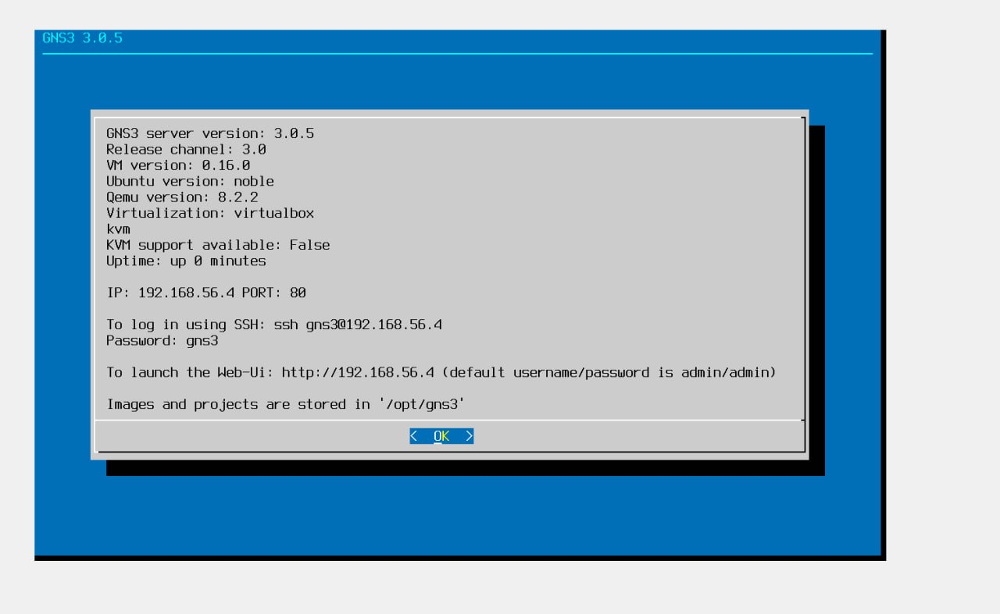 GNS3 3.0.5
GNS3 server version: 3.0.5
Release channel: 3.0
VM version: 0.16.0
Ubuntu version: noble
Qemu version: 8.2.2
Virtualization: virtualbox
kvm
KVM support available: False
Uptime: up 0 minutes
IP: 192.168.56.4 PORT: 80
To log in using SSH: ssh gns3@192.168.56.4
Password: gns3
To launch the Web-Ui: http://192.168.56.4 (default username/password is admin/admin)
Images and projects are stored in '/opt/gns3'
<  OK  >